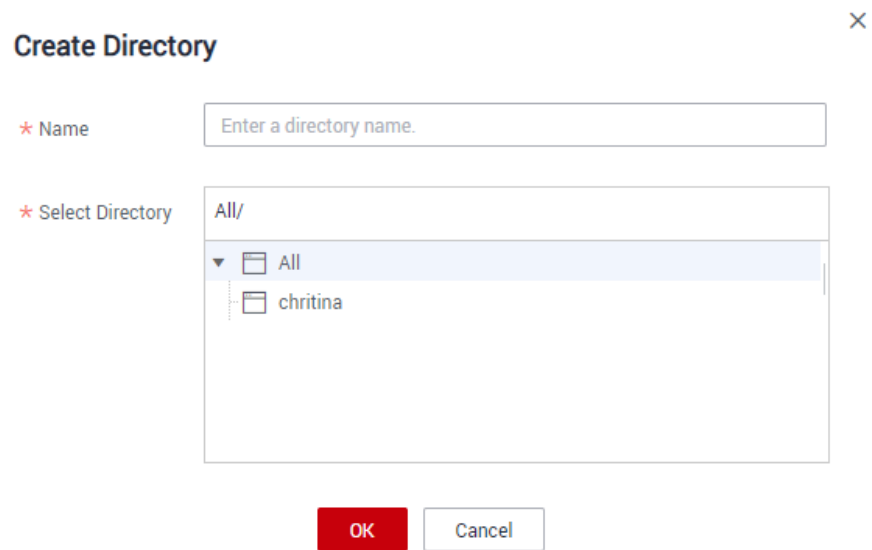 Create Directory
* Name
Enter a directory name.
* Select Directory
All/
All
chritina
OK
Cancel